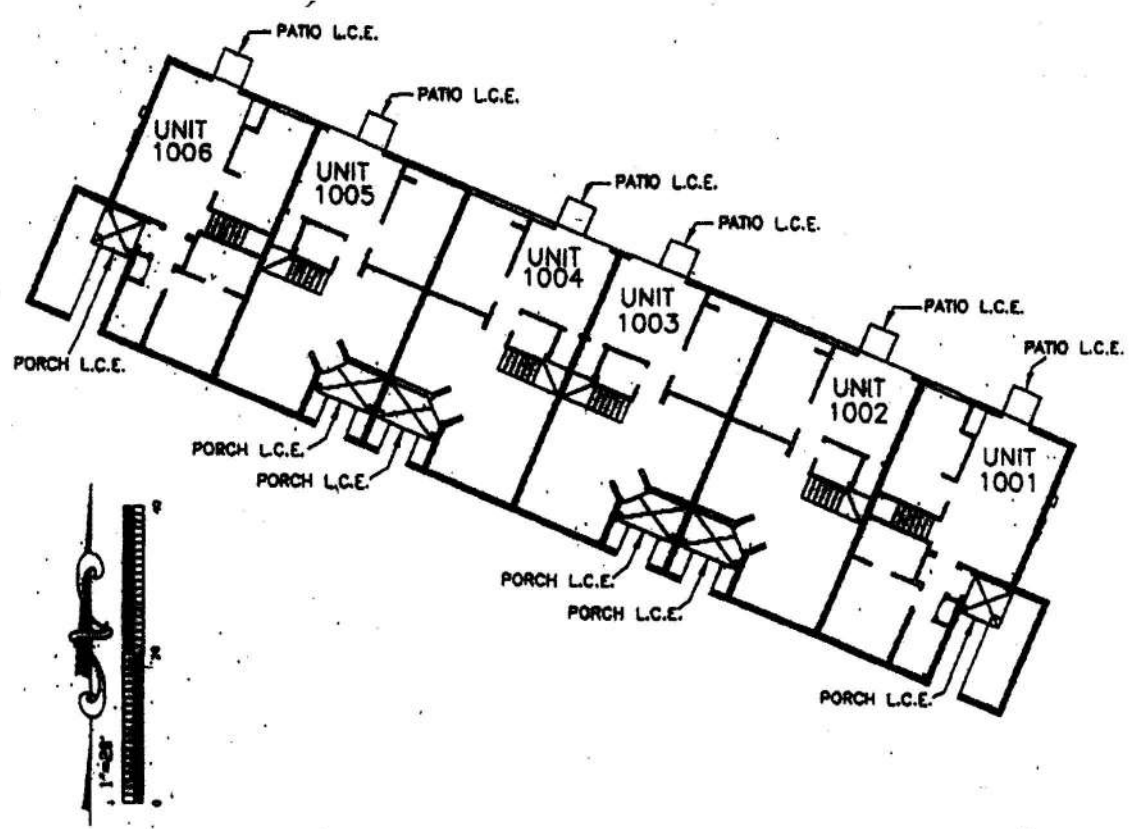 PATIO L.C.E.
PATIO L.C.E.
UNIT
1006
UNIT
1005
PATIO L.C.E.
PATIO L.C.E.
UNIT
1004
UNIT
1003
PATIO L.C.E.
PATIO L.C.E.
PORCH L.C.E.
UNIT
1002
UNIT
1001
PORCH L.C.E.
PORCH L.C.E.
PORCH L.C.E.
PORCH L.C.E.
PORCH L.C.E.
0